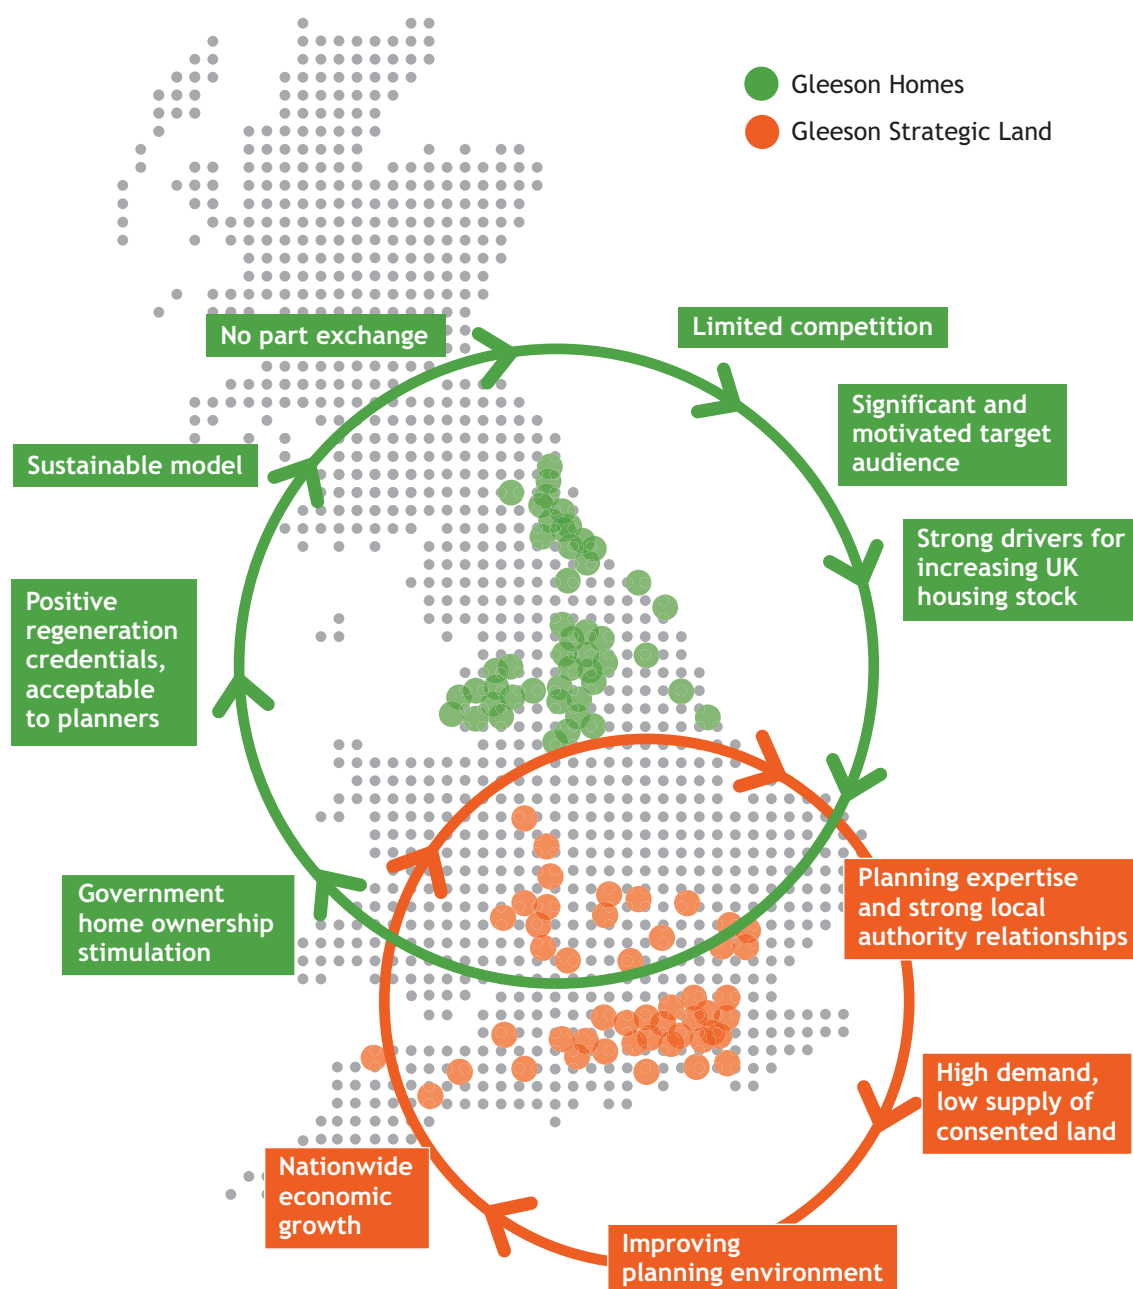 Gleeson Homes
Gleeson Strategic Land
No part exchange
Limited competition
Significant and
motivated target
audience
Sustainable model
Strong drivers for
increasing UK
housing stock
Positive
regeneration
credentials,
acceptable
to planners
Government
home ownership
stimulation
Planning expertise
and strong local
authority relationships
High demand,
low supply of
consented land
Nationwide
economic
growth
Improving
planning environment